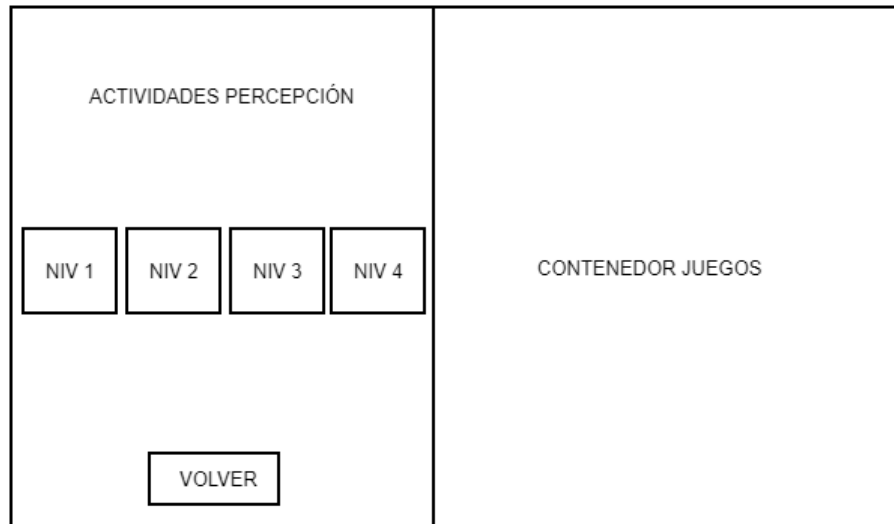 ACTIVIDADES PERCEPCIÓN
NIV 1
NIV 2
NIV 3
NIV 4
VOLVER
CONTENEDOR JUEGOS